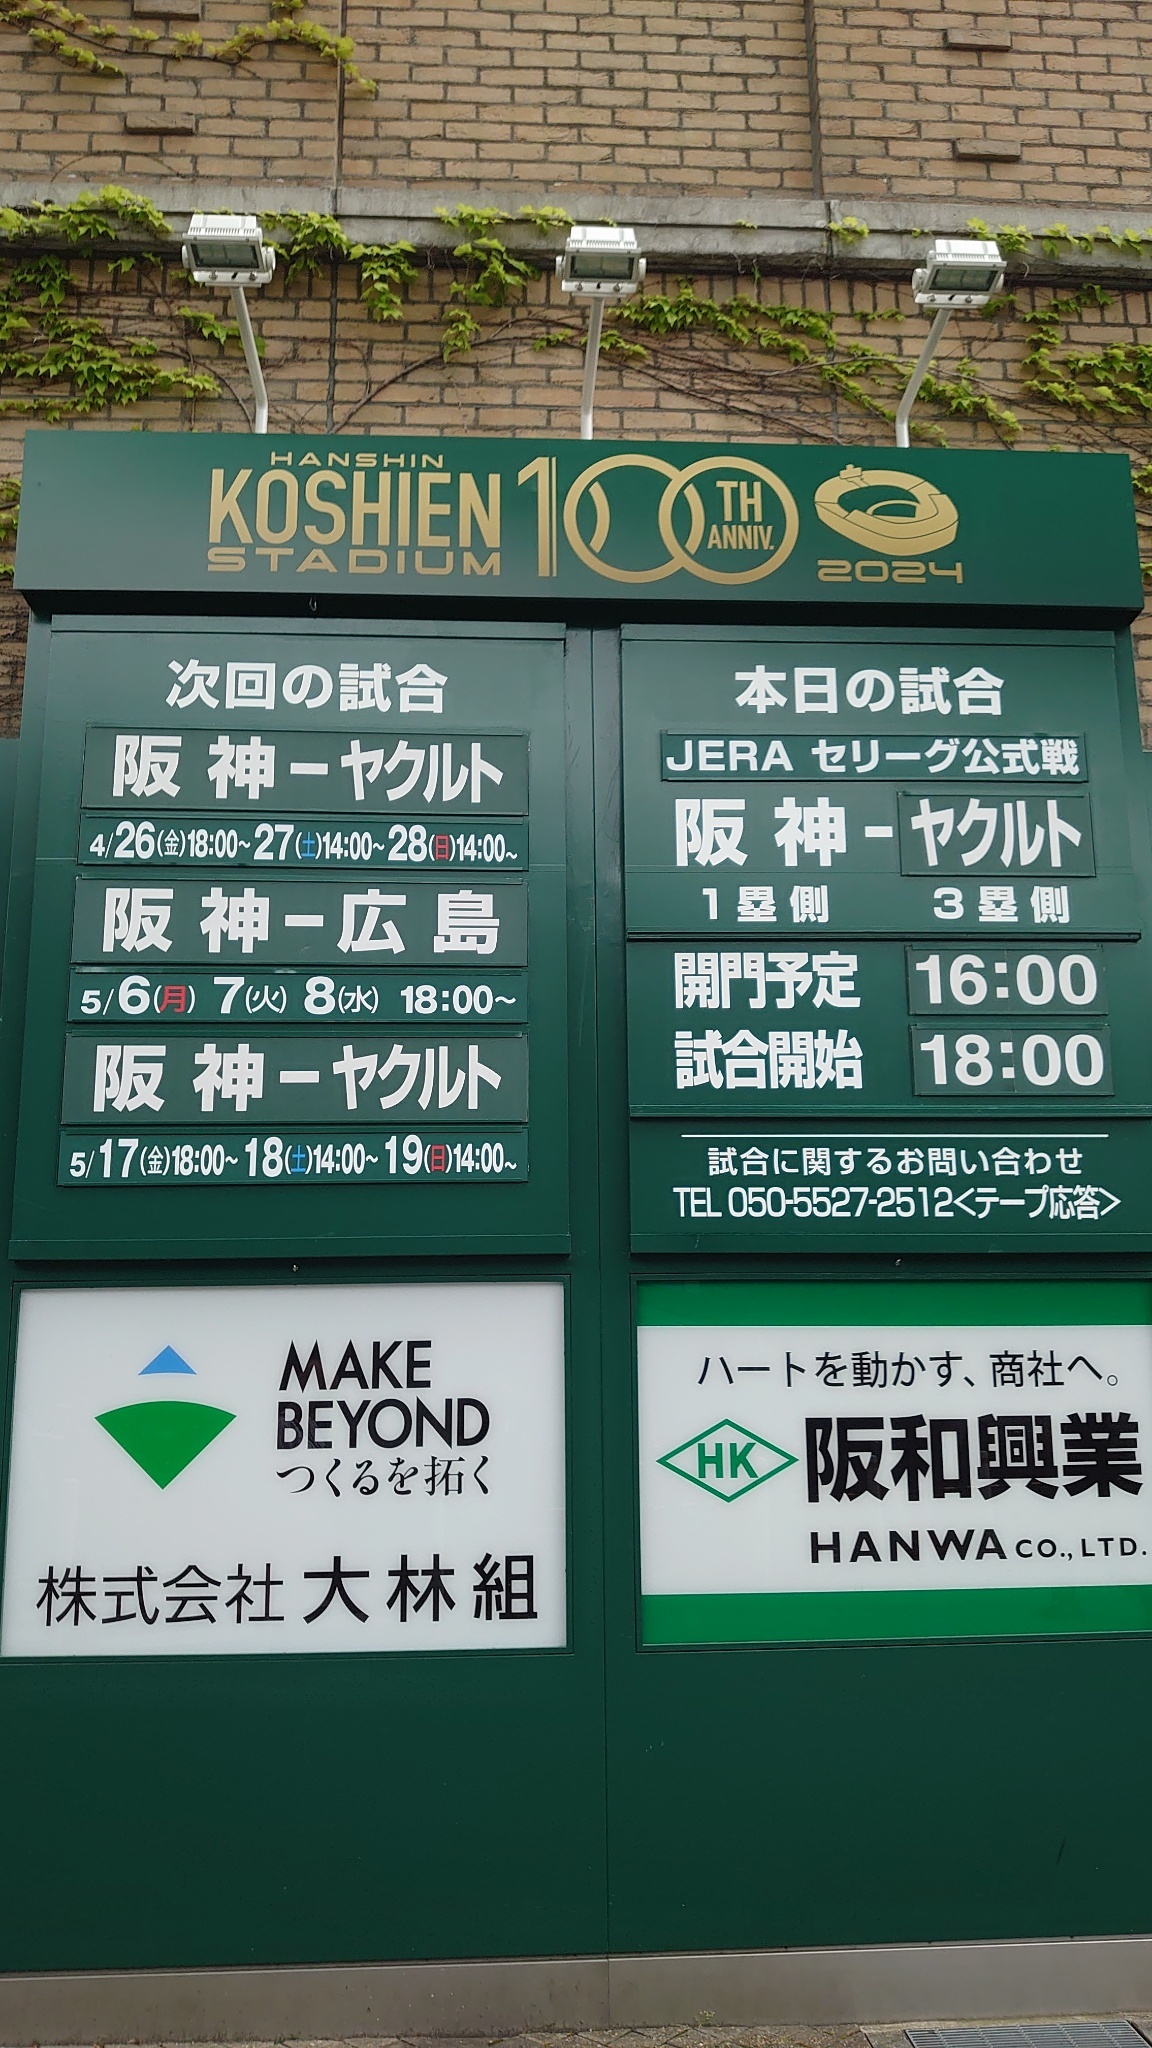 HANSHIN
KOSHIEN
STADIUM
100TH
ANNIV.
2024
次回の試合
阪神-ヤクルト
4/26(金)18:00~27(土)14:00~28(日)14:00~
阪神-広島
5/6(月) 7(火) 8(水) 18:00~
阪神-ヤクルト
5/17(金)18:00~18(土)14:00~19(日)14:00~
本日の試合
JERA セリーグ公式戦
阪神-ヤクルト
1塁側 3塁側
開門予定 16:00
試合開始 18:00
試合に関するお問い合わせ
TEL 050-5527-2512<テープ応答>
MAKE
BEYOND
つくるを拓く
株式会社 大林組
ハートを動かす、商社へ。
HK 阪和興業
HANWA CO., LTD.